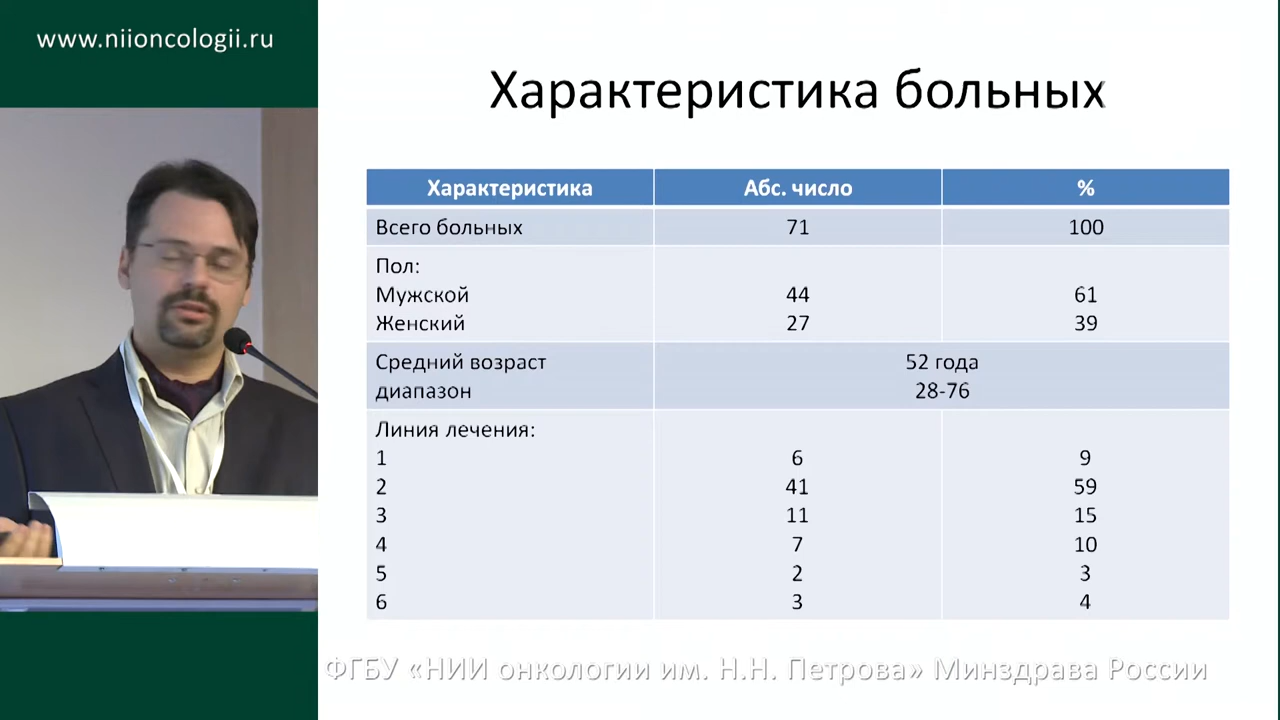 www.niioncologii.ru
Характеристика больных
Характеристика Абс. число %
Всего больных 71 100
Пол:
Мужской 44 61
Женский 27 39
Средний возраст 52 года
диапазон 28-76
Линия лечения:
1 6 9
2 41 59
3 11 15
4 7 10
5 2 3
6 3 4
ФГБУ «НИИ онкологии им. Н.Н. Петрова» Минздрава России